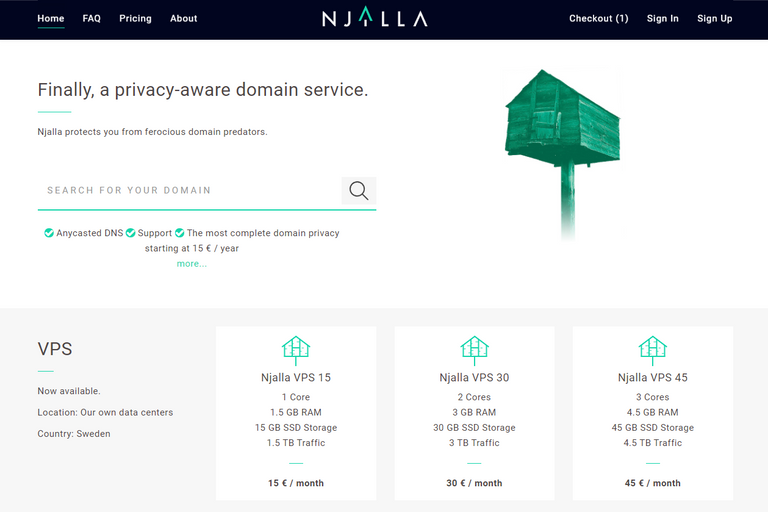 Home FAQ Pricing About NJALLA Checkout (1) Sign In Sign Up
Finally, a privacy-aware domain service.
Njalla protects you from ferocious domain predators.
SEARCH FOR YOUR DOMAIN
Anycasted DNS Support The most complete domain privacy
starting at 15 € / year
more...
VPS
Now available.
Location: Our own data centers
Country: Sweden
Njalla VPS 15
1 Core
1.5 GB RAM
15 GB SSD Storage
1.5 TB Traffic
15 € / month
Njalla VPS 30
2 Cores
3 GB RAM
30 GB SSD Storage
3 TB Traffic
30 € / month
Njalla VPS 45
3 Cores
4.5 GB RAM
45 GB SSD Storage
4.5 TB Traffic
45 € / month